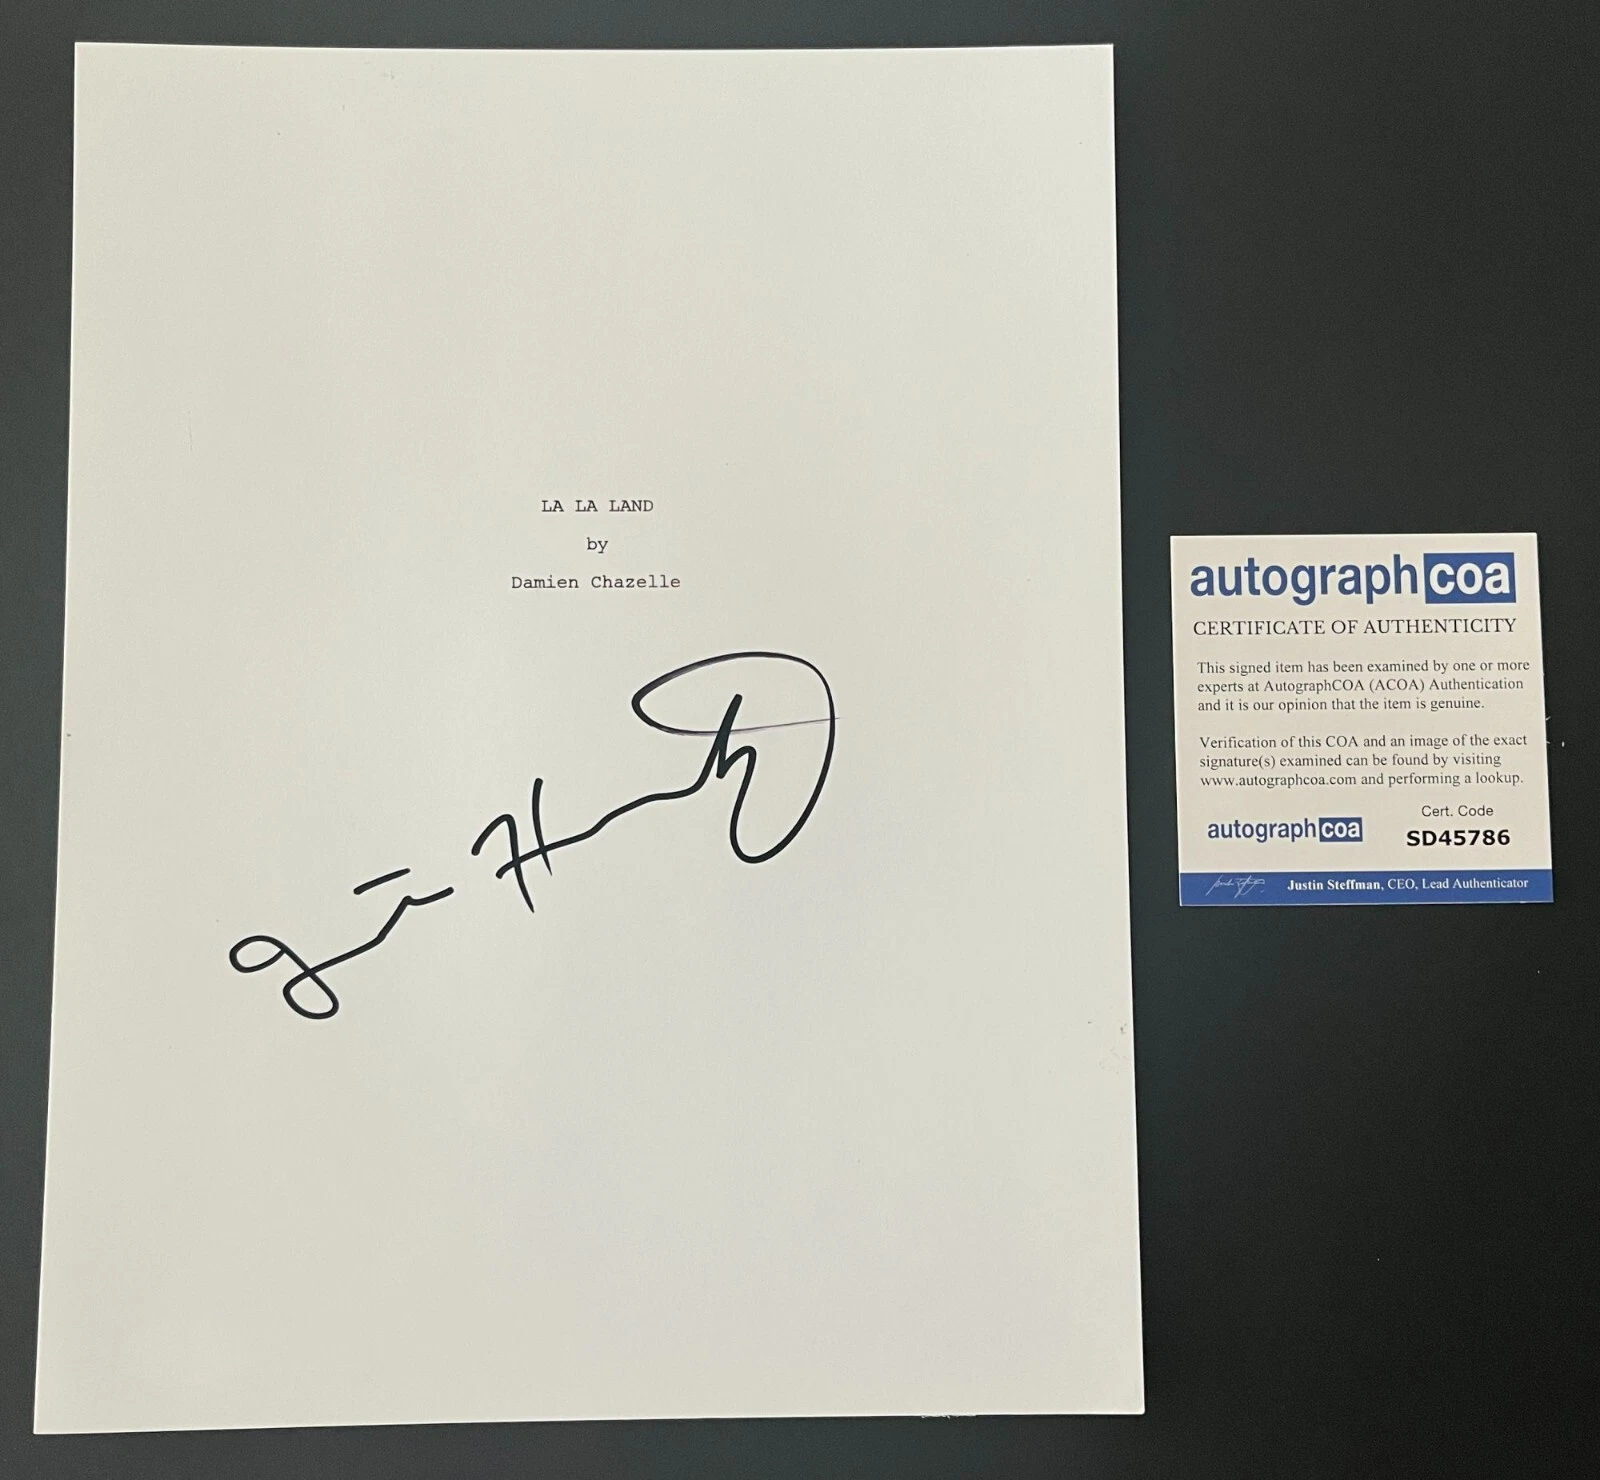 LA LA LAND
by
Damien Chazelle
autographcoa
CERTIFICATE OF AUTHENTICITY
This signed item has been examined by one or more
experts at AutographCOA (ACOA) Authentication
and it is our opinion that the item is genuine.
Verification of this COA and an image of the exact
signature(s) examined can be found by visiting
www.autographcoa.com and performing a lookup.
autographcoa
Cert. Code
SD45786
Justin Steffman, CEO, Lead Authenticator